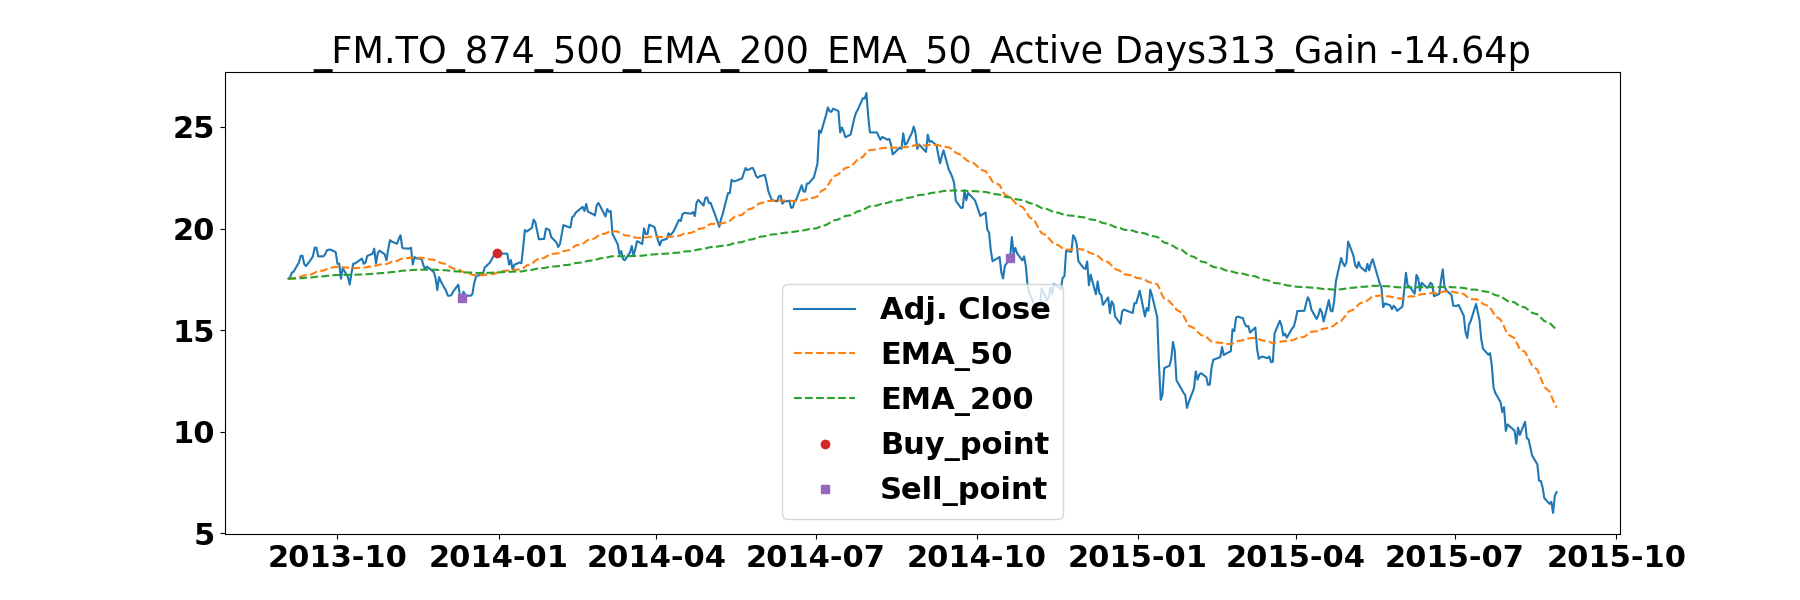 _FM.TO_874_500_EMA_200_EMA_50_Active Days313_Gain -14.64p
25
20
15
10
5
Adj. Close
EMA_50
EMA_200
Buy_point
Sell_point
2013-10 2014-01 2014-04 2014-07 2014-10 2015-01 2015-04 2015-07 2015-10